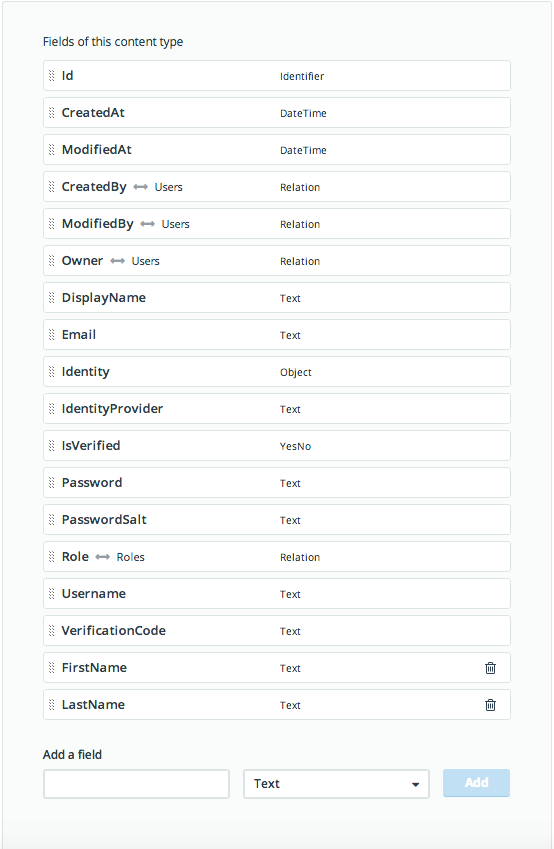 Fields of this content type
Id Identifier
CreatedAt DateTime
ModifiedAt DateTime
CreatedBy Users Relation
ModifiedBy Users Relation
Owner Users Relation
DisplayName Text
Email Text
Identity Object
IdentityProvider Text
IsVerified YesNo
Password Text
PasswordSalt Text
Role Roles Relation
Username Text
VerificationCode Text
FirstName Text
LastName Text
Add a field
Text Add